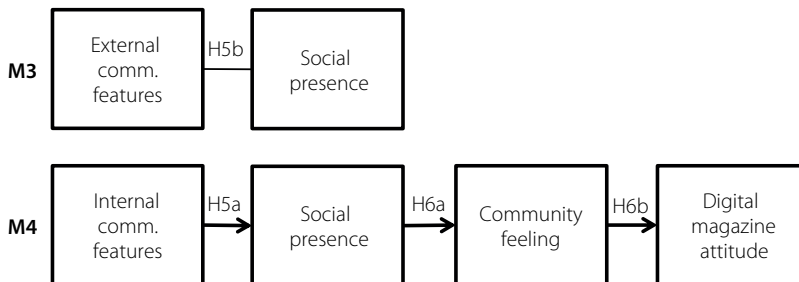 M3
External
comm.
features
H5b
Social
presence
M4
Internal
comm.
features
H5a
Social
presence
H6a
Community
feeling
H6b
Digital
magazine
attitude